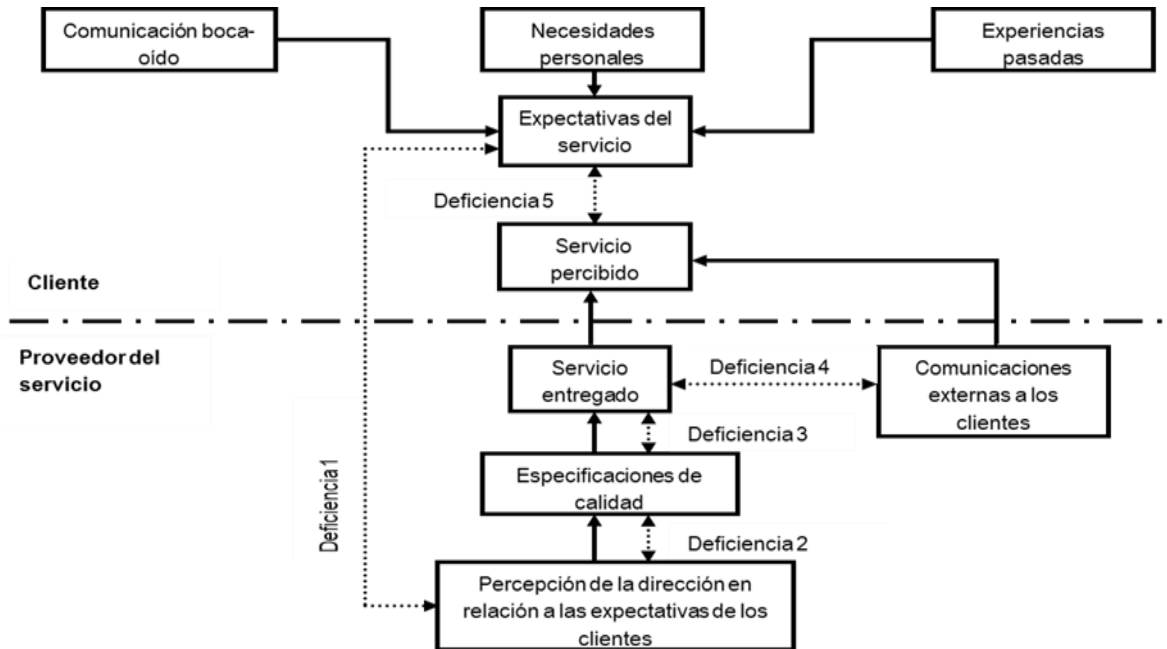 Comunicación boca-
oído
Necesidades
personales
Experiencias
pasadas
Expectativas del
servicio
Deficiencia 5
Servicio
percibido
Cliente
Proveedor del
servicio
Servicio
entregado
Deficiencia 4
Comunicaciones
externas a los
clientes
Deficiencia 3
Deficiencia 1
Especificaciones de
calidad
Deficiencia 2
Percepción de la dirección en
relación a las expectativas de los
clientes